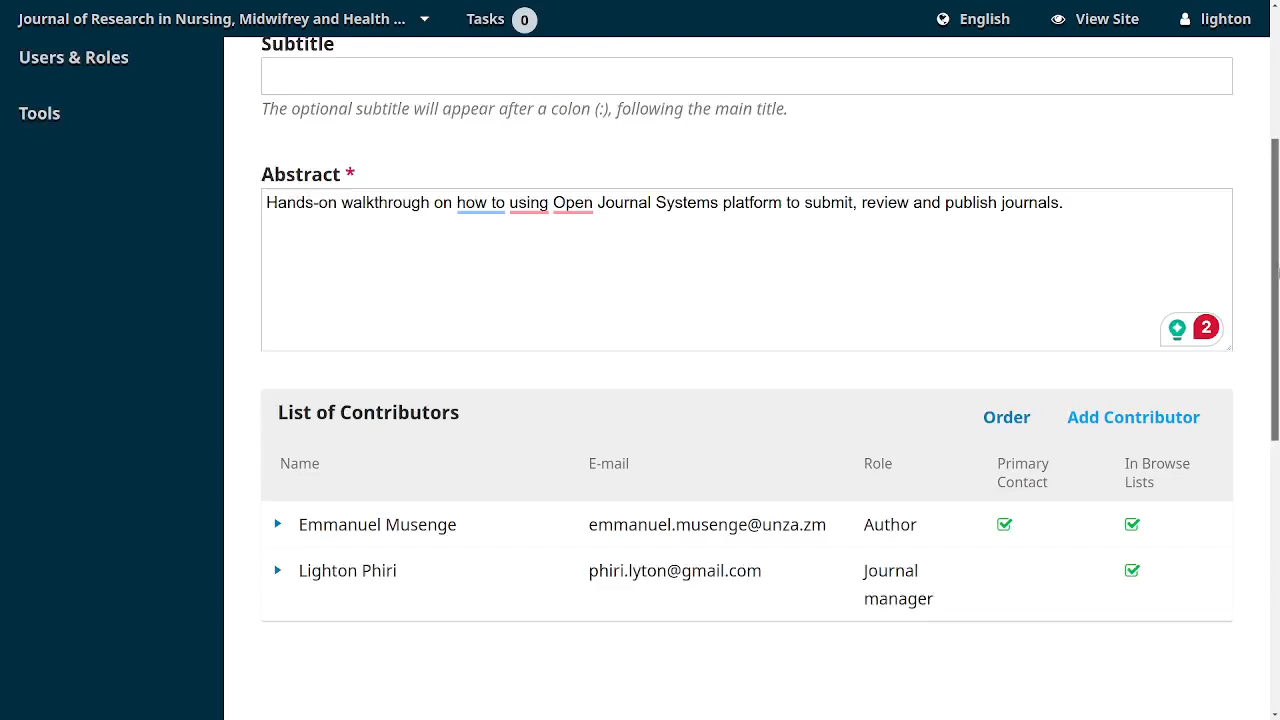 Journal of Research in Nursing, Midwifrey and Health ... Tasks 0 English View Site lighton
Users & Roles
Tools
Subtitle
The optional subtitle will appear after a colon (:), following the main title.
Abstract *
Hands-on walkthrough on how to using Open Journal Systems platform to submit, review and publish journals.
2
List of Contributors Order Add Contributor
Name E-mail Role Primary Contact In Browse Lists
Emmanuel Musenge emmanuel.musenge@unza.zm Author
Lighton Phiri phiri.lyton@gmail.com Journal manager